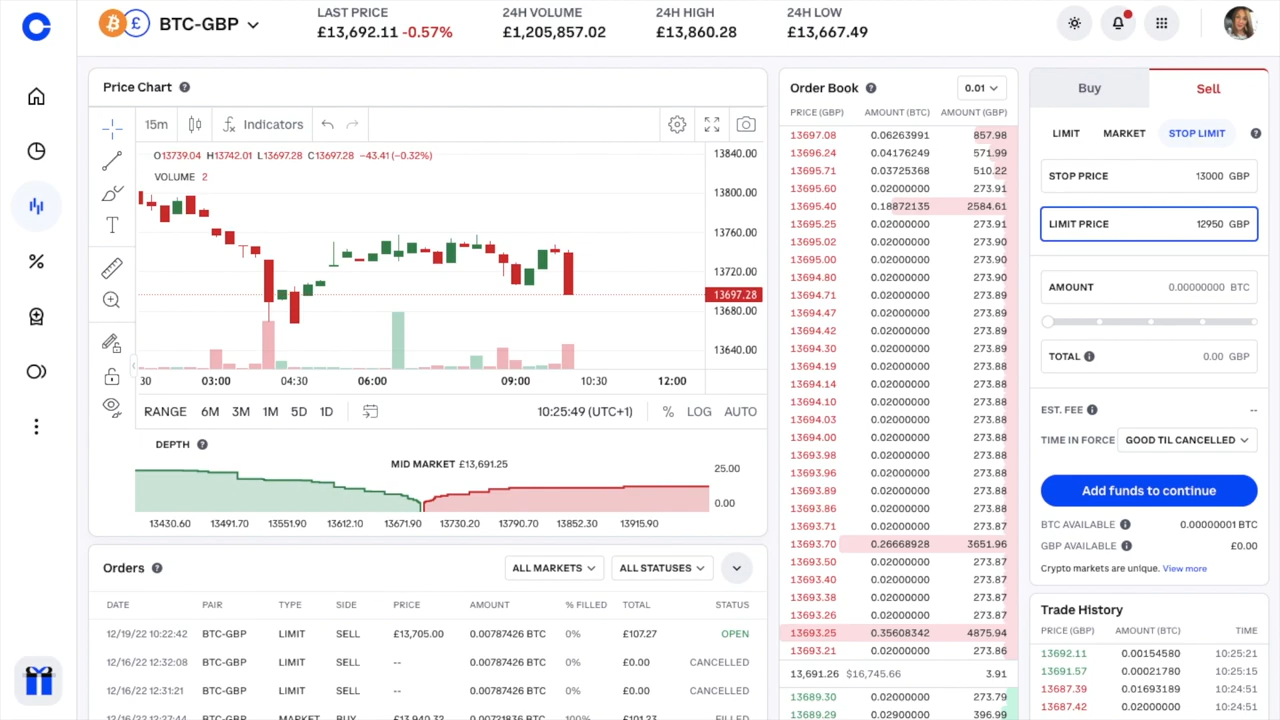 BTC-GBP
LAST PRICE
£13,692.11 -0.57%
24H VOLUME
£1,205,857.02
24H HIGH
£13,860.28
24H LOW
£13,667.49
Price Chart
15m
Indicators
O13739.04 H13742.01 L13697.28 C13697.28 −43.41 (−0.32%)
VOLUME 2
13840.00
13800.00
13760.00
13720.00
13697.28
13680.00
13640.00
30 03:00 04:30 06:00 09:00 10:30 12:00
RANGE 6M 3M 1M 5D 1D
10:25:49 (UTC+1) % LOG AUTO
DEPTH
MID MARKET £13,691.25
25.00
0.00
13430.60 13491.70 13551.90 13612.10 13671.90 13730.20 13790.70 13852.30 13915.90
Orders
ALL MARKETS
ALL STATUSES
DATE PAIR TYPE SIDE PRICE AMOUNT % FILLED TOTAL STATUS
12/19/22 10:22:42 BTC-GBP LIMIT SELL £13,705.00 0.00787426 BTC 0% £107.27 OPEN
12/16/22 12:32:08 BTC-GBP LIMIT SELL -- 0.00787426 BTC 0% £0.00 CANCELLED
12/16/22 12:31:21 BTC-GBP LIMIT SELL -- 0.00787426 BTC 0% £0.00 CANCELLED
12/16/22 12:27:44 BTC-GBP MARKET BUY £13,940.32 0.00721836 BTC 100% £101.23 FILLED
Order Book
0.01
PRICE (GBP) AMOUNT (BTC) AMOUNT (GBP)
13697.08 0.06263991 857.98
13696.24 0.04176249 571.99
13695.71 0.03725368 510.22
13695.60 0.02000000 273.91
13695.40 0.18872135 2584.61
13695.25 0.02000000 273.91
13695.02 0.02000000 273.90
13695.00 0.02000000 273.90
13694.80 0.02000000 273.90
13694.71 0.02000000 273.89
13694.47 0.02000000 273.89
13694.42 0.02000000 273.89
13694.30 0.02000000 273.89
13694.19 0.02000000 273.88
13694.14 0.02000000 273.88
13694.10 0.02000000 273.88
13694.03 0.02000000 273.88
13694.00 0.02000000 273.88
13693.98 0.02000000 273.88
13693.96 0.02000000 273.88
13693.89 0.02000000 273.88
13693.86 0.02000000 273.88
13693.71 0.02000000 273.87
13693.70 0.26668928 3651.96
13693.50 0.02000000 273.87
13693.40 0.02000000 273.87
13693.38 0.02000000 273.87
13693.26 0.02000000 273.87
13693.25 0.35608342 4875.94
13693.21 0.02000000 273.86
13,691.26 $16,745.66 3.91
13689.30 0.02000000 273.79
13689.29 0.02900000 396.99
Buy
Sell
LIMIT MARKET STOP LIMIT
STOP PRICE 13000 GBP
LIMIT PRICE 12950 GBP
AMOUNT 0.00000000 BTC
TOTAL 0.00 GBP
EST. FEE --
TIME IN FORCE GOOD TIL CANCELLED
Add funds to continue
BTC AVAILABLE 0.00000001 BTC
GBP AVAILABLE £0.00
Crypto markets are unique. View more
Trade History
PRICE (GBP) AMOUNT (BTC) TIME
13692.11 0.00154580 10:25:21
13691.57 0.00021780 10:25:15
13687.39 0.01693189 10:24:51
13687.42 0.02000000 10:24:51